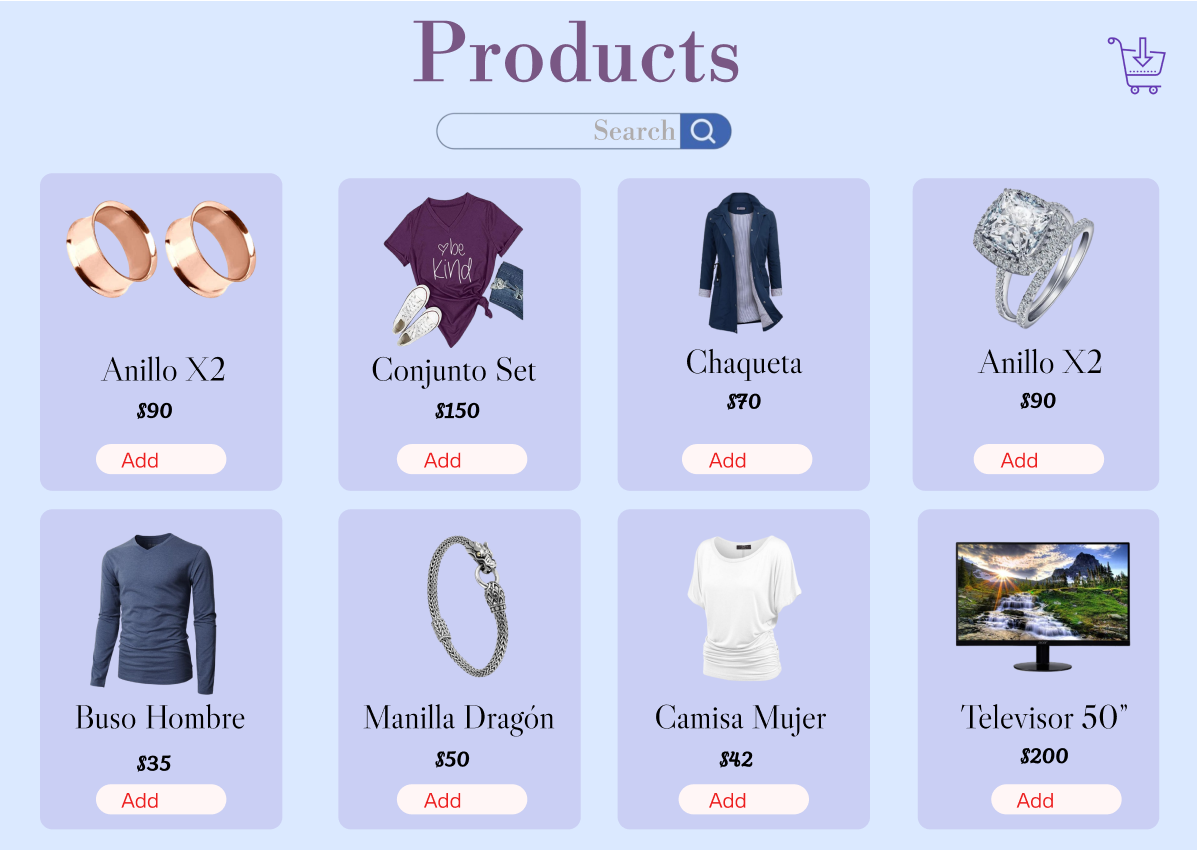 Products
Search
Anillo X2
$90
Add
Conjunto Set
$150
Add
Chaqueta
$70
Add
Anillo X2
$90
Add
Buso Hombre
$35
Add
Manilla Dragón
$50
Add
Camisa Mujer
$42
Add
Televisor 50”
$200
Add
be
kind